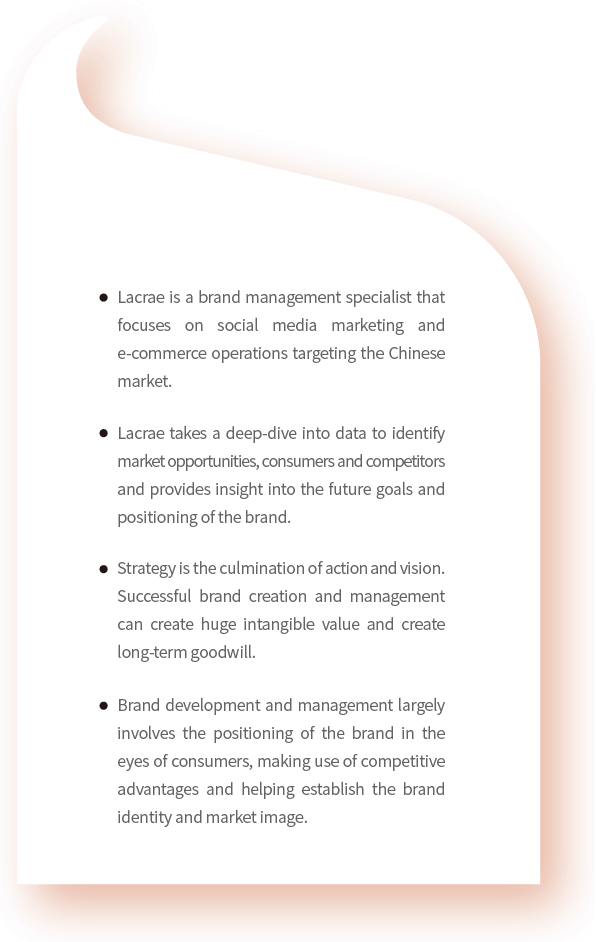 ● Lacrae is a brand management specialist that
focuses on social media marketing and
e-commerce operations targeting the Chinese
market.
● Lacrae takes a deep-dive into data to identify
market opportunities, consumers and competitors
and provides insight into the future goals and
positioning of the brand.
● Strategy is the culmination of action and vision.
Successful brand creation and management
can create huge intangible value and create
long-term goodwill.
● Brand development and management largely
involves the positioning of the brand in the
eyes of consumers, making use of competitive
advantages and helping establish the brand
identity and market image.